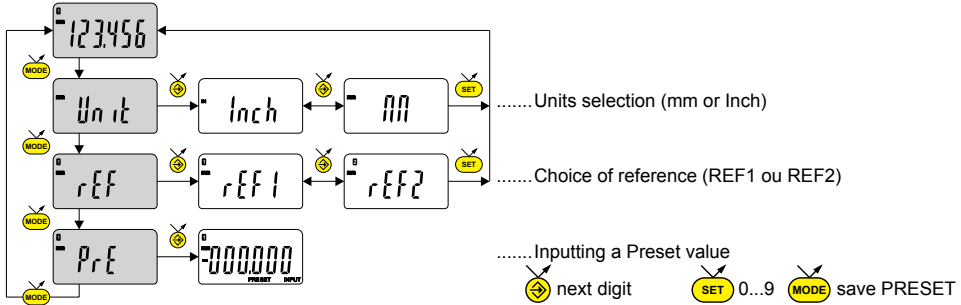 123.456
MODE
Unit
Inch
MM
SET
.......Units selection (mm or Inch)
MODE
rEF
rEF1
rEF2
SET
.......Choice of reference (REF1 ou REF2)
MODE
PrE
-000.000
PRESET INPUT
.......Inputting a Preset value
MODE
next digit SET 0...9 MODE save PRESET